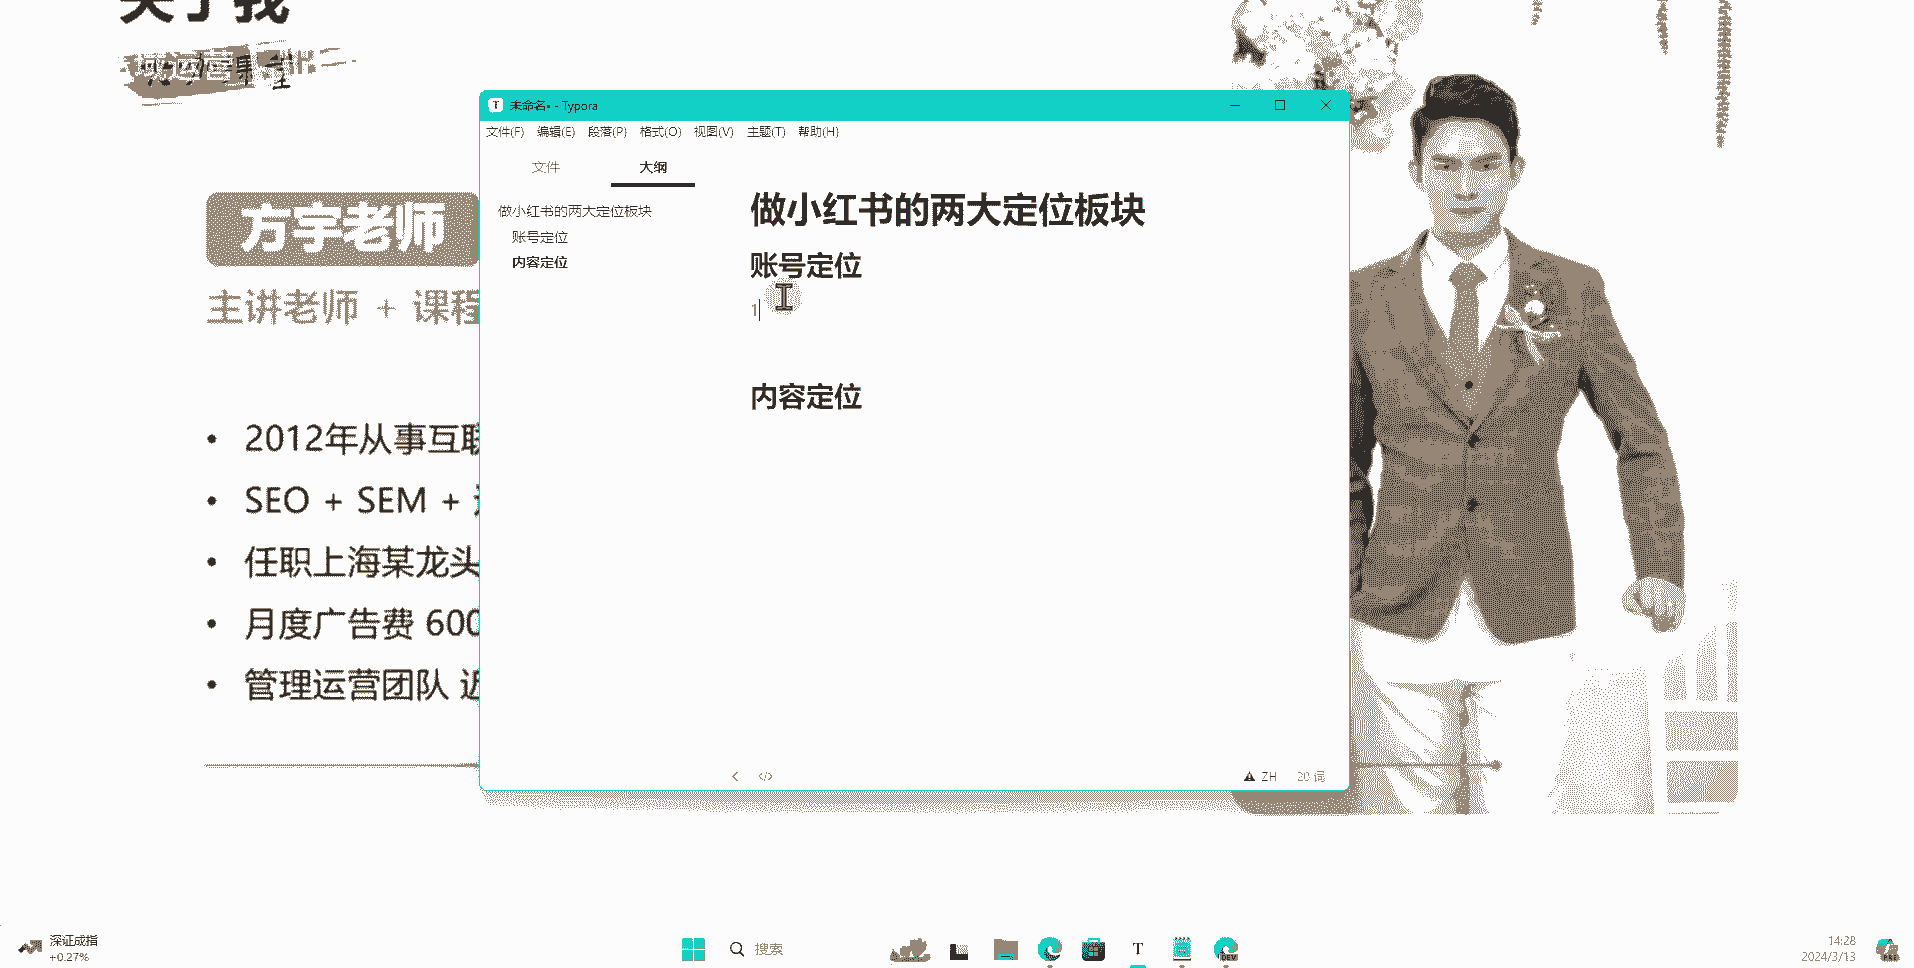 关于我
未命名• - Typora
文件(F) 编辑(E) 段落(P) 格式(O) 视图(V) 主题(T) 帮助(H)
文件 大纲
做小红书的两大定位板块
账号定位
内容定位
做小红书的两大定位板块
账号定位
1
内容定位
ZH 20 词
方宇老师
主讲老师 + 课程
2012年从事互联
SEO + SEM +
任职上海某龙头
月度广告费 600
管理运营团队 近
深证成指
+0.27%
搜索
T
DEV
14:28
2024/3/13
PRE